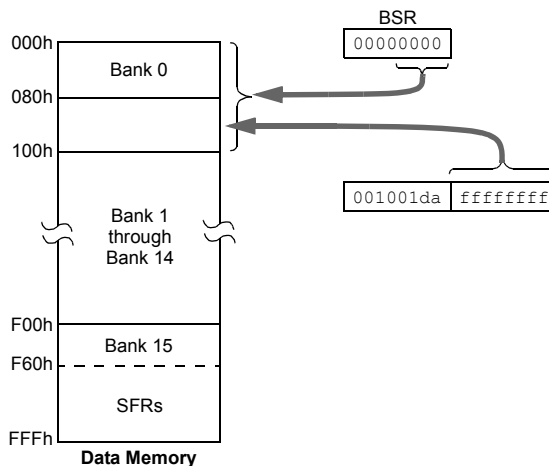 BSR
000h
00000000
Bank 0
080h
100h
001001da ffffffff
Bank 1
through
Bank 14
F00h
Bank 15
F60h
SFRs
FFFh
Data Memory